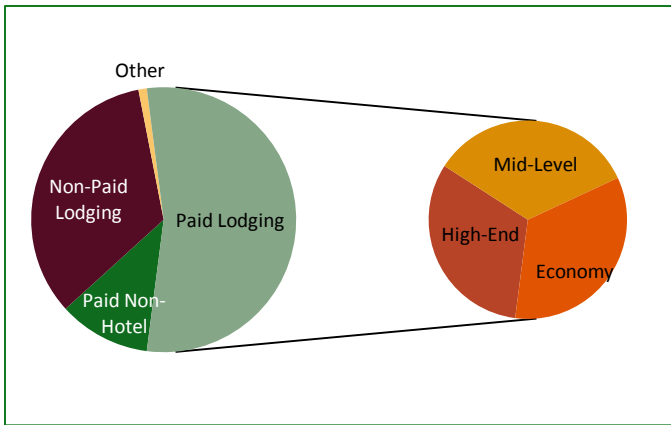 Other
Non-Paid
Lodging
Paid Lodging
Paid Non-
Hotel
Mid-Level
High-End
Economy